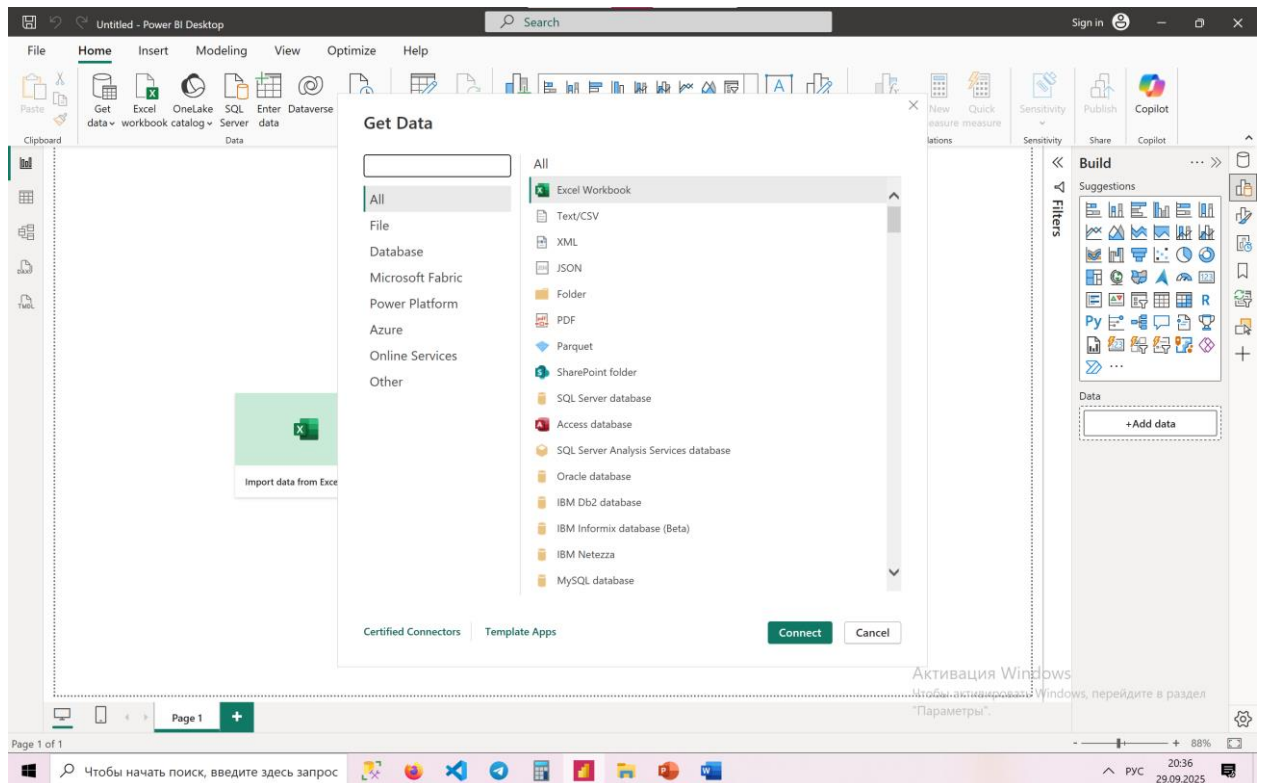 Untitled - Power BI Desktop
Search
Sign in
File Home Insert Modeling View Optimize Help
Paste
Get data
Excel workbook
OneLake catalog
SQL Server
Enter data
Dataverse
New
Quick measure
Sensitivity
Publish
Copilot
Clipboard
Data
Sensitivity
Share
Copilot
Get Data
All
File
Database
Microsoft Fabric
Power Platform
Azure
Online Services
Other
All
Excel Workbook
Text/CSV
XML
JSON
Folder
PDF
Parquet
SharePoint folder
SQL Server database
Access database
SQL Server Analysis Services database
Oracle database
IBM Db2 database
IBM Informix database (Beta)
IBM Netezza
MySQL database
Certified Connectors
Template Apps
Connect
Cancel
Import data from Exce
Filters
Build
Suggestions
R
Py
123
Data
+Add data
Активация Windows
Чтобы активировать Windows, перейдите в раздел
"Параметры".
Page 1
Page 1 of 1
88%
Чтобы начать поиск, введите здесь запрос
РУС
20:36
29.09.2025